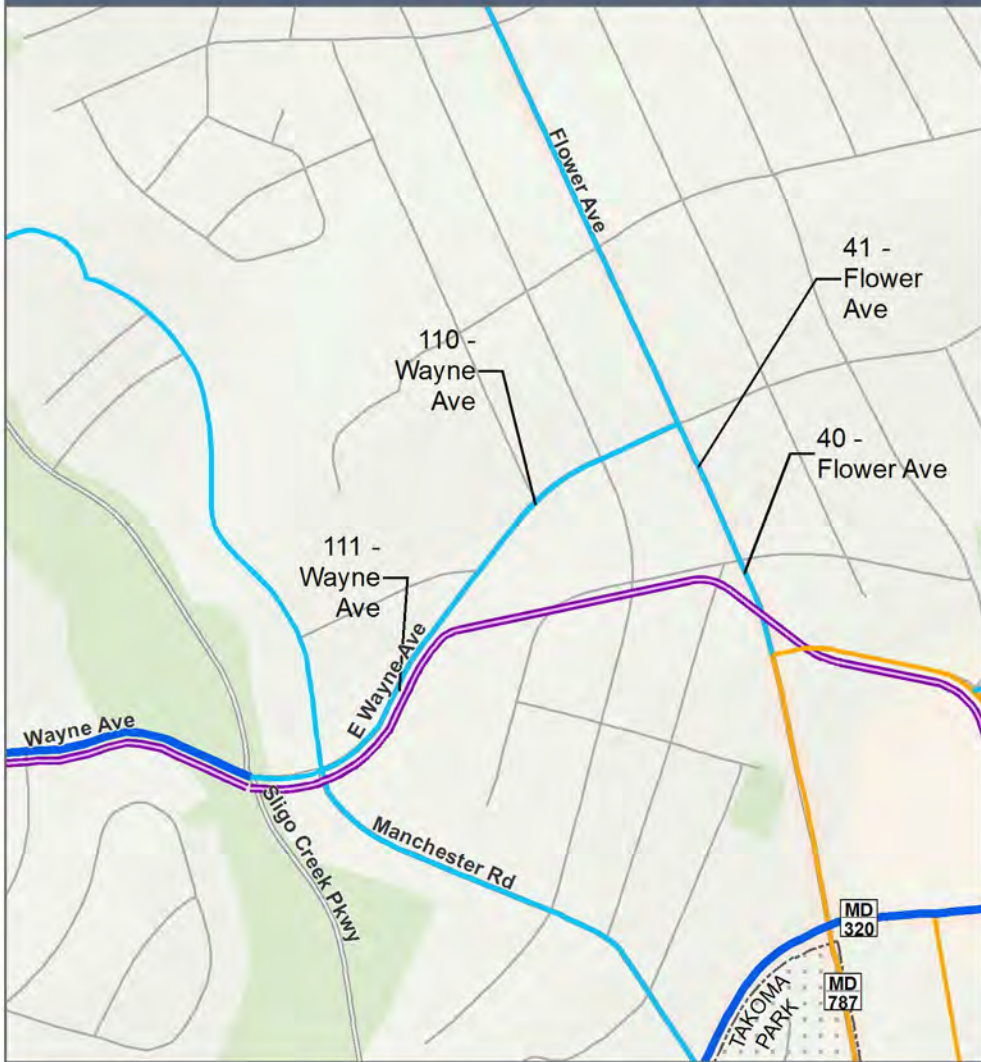 Flower Ave
41 -
Flower
Ave
110 -
Wayne
Ave
40 -
Flower Ave
111 -
Wayne
Ave
E Wayne Ave
Wayne Ave
Sligo Creek Pkwy
Manchester Rd
MD
320
MD
787
TAKOMA
PARK